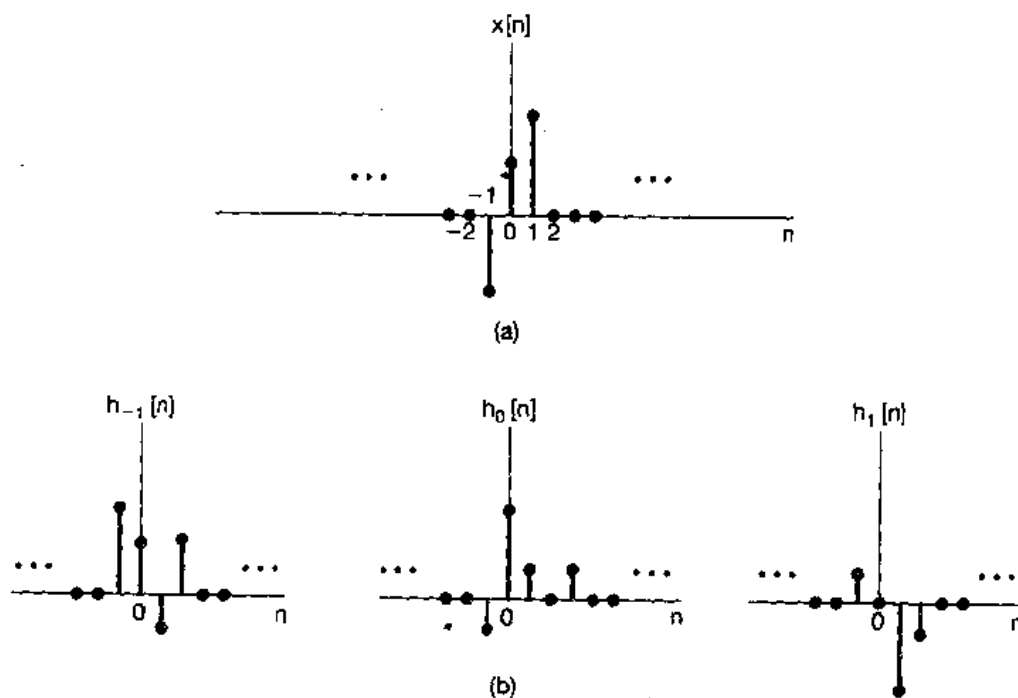 x[n]
... ...
-1
-2 0 1 2 n
(a)
h₋₁[n] h₀[n] h₁[n]
... ... ... ... ... ...
0 n 0 n 0 n
(b)